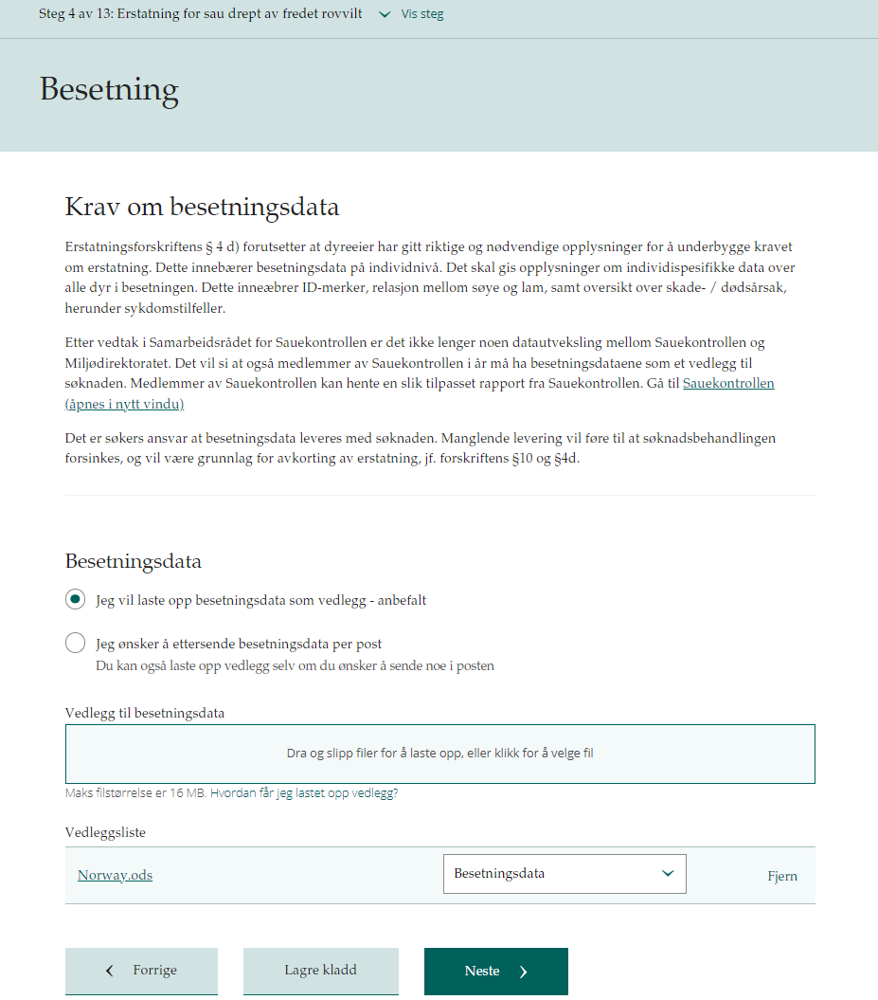 Steg 4 av 13: Erstatning for sau drept av fredet rovvilt Vis steg
Besetning
Krav om besetningsdata
Erstatningsforskriftens § 4 d) forutsetter at dyreeier har gitt riktige og nødvendige opplysninger for å underbygge kravet
om erstatning. Dette innebærer besetningsdata på individnivå. Det skal gis opplysninger om individispesifikke data over
alle dyr i besetningen. Dette inneæbrer ID-merker, relasjon mellom søye og lam, samt oversikt over skade- / dødsårsak,
herunder sykdomstilfeller.
Etter vedtak i Samarbeidsrådet for Sauekontrollen er det ikke lenger noen datautveksling mellom Sauekontrollen og
Miljødirektoratet. Det vil si at også medlemmer av Sauekontrollen i år må ha besetningsdataene som et vedlegg til
søknaden. Medlemmer av Sauekontrollen kan hente en slik tilpasset rapport fra Sauekontrollen. Gå til Sauekontrollen
(åpnes i nytt vindu)
Det er søkers ansvar at besetningsdata leveres med søknaden. Manglende levering vil føre til at søknadsbehandlingen
forsinkes, og vil være grunnlag for avkorting av erstatning, jf. forskriftens §10 og §4d.
Besetningsdata
Jeg vil laste opp besetningsdata som vedlegg - anbefalt
Jeg ønsker å ettersende besetningsdata per post
Du kan også laste opp vedlegg selv om du ønsker å sende noe i posten
Vedlegg til besetningsdata
Dra og slipp filer for å laste opp, eller klikk for å velge fil
Maks filstørrelse er 16 MB. Hvordan får jeg lastet opp vedlegg?
Vedleggsliste
Norway.ods Besetningsdata Fjern
Forrige Lagre kladd Neste